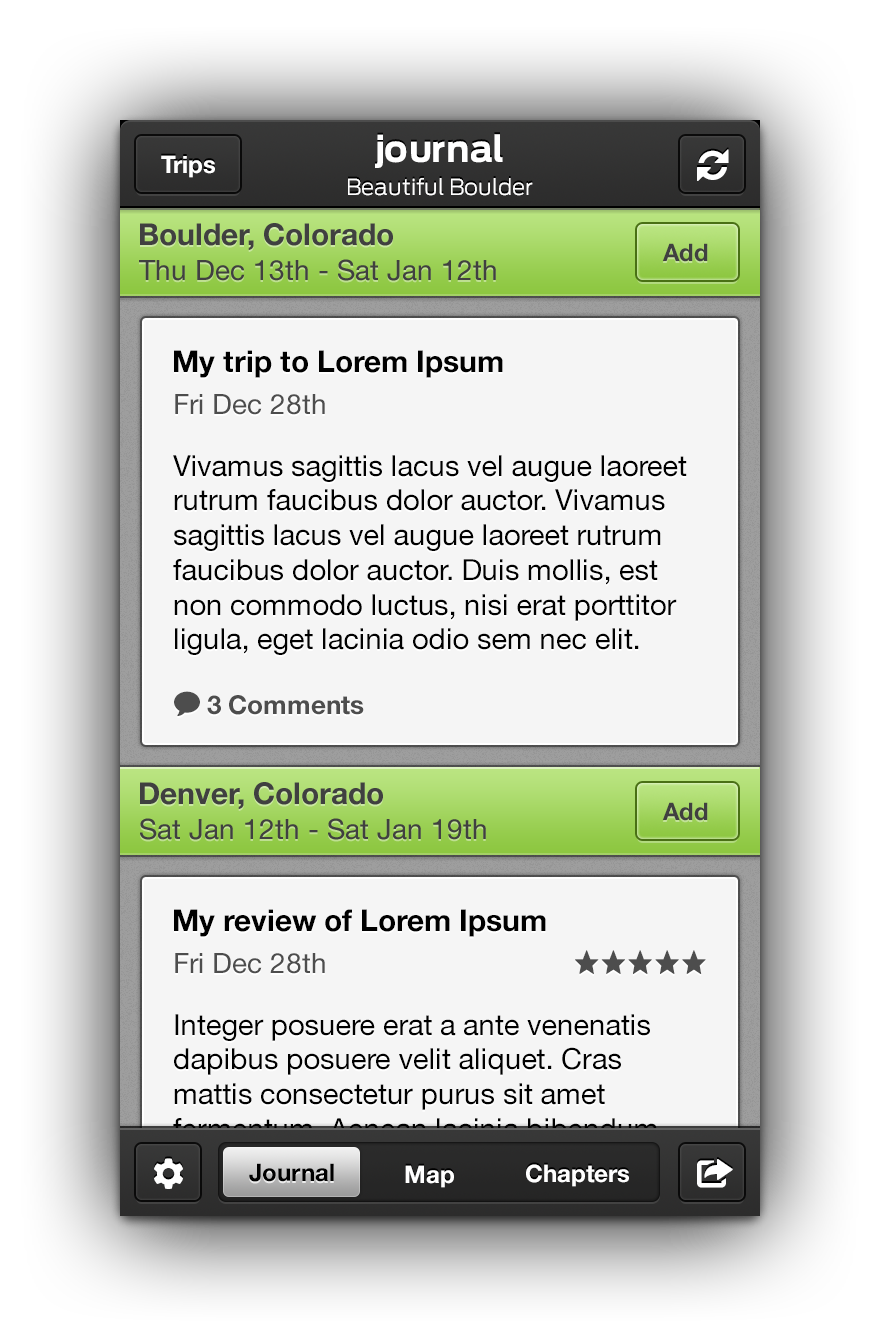 Trips
journal
Beautiful Boulder
Boulder, Colorado
Thu Dec 13th - Sat Jan 12th
Add
My trip to Lorem Ipsum
Fri Dec 28th
Vivamus sagittis lacus vel augue laoreet
rutrum faucibus dolor auctor. Vivamus
sagittis lacus vel augue laoreet rutrum
faucibus dolor auctor. Duis mollis, est
non commodo luctus, nisi erat porttitor
ligula, eget lacinia odio sem nec elit.
3 Comments
Denver, Colorado
Sat Jan 12th - Sat Jan 19th
Add
My review of Lorem Ipsum
Fri Dec 28th
★★★★★
Integer posuere erat a ante venenatis
dapibus posuere velit aliquet. Cras
mattis consectetur purus sit amet
fermentum. Aenean lacinia bibendum
Journal
Map
Chapters